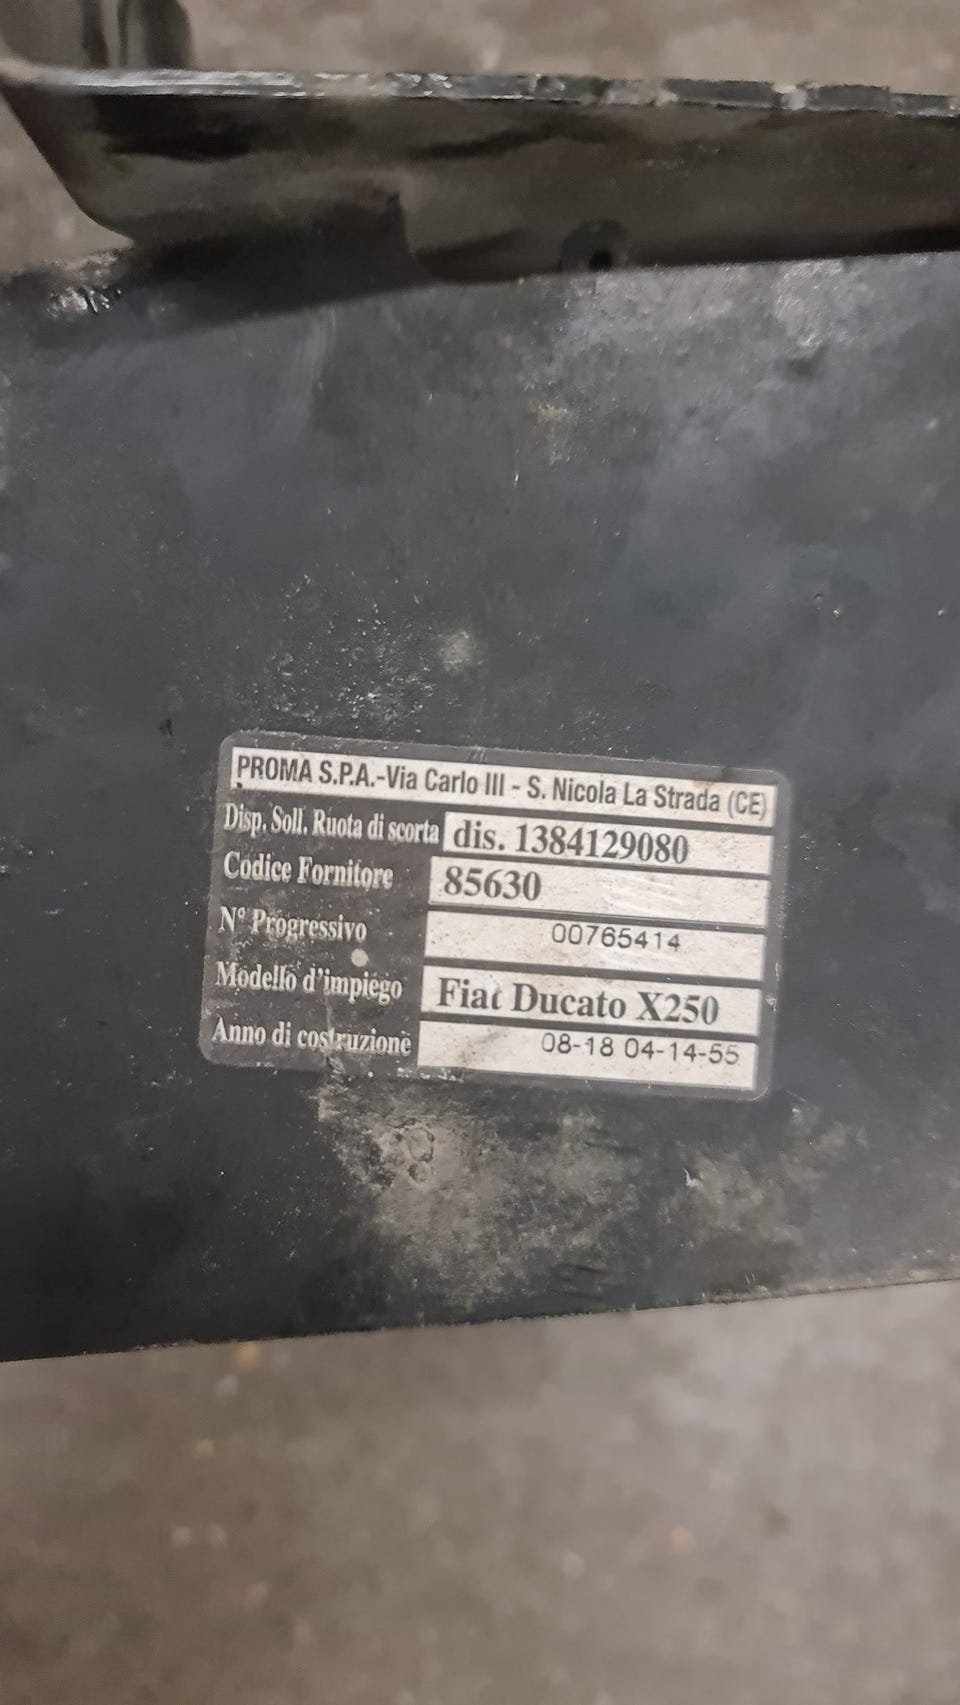 PROMA S.P.A.-Via Carlo III - S. Nicola La Strada (CE)
Disp. Soll. Ruota di scorta dis. 1384129080
Codice Fornitore 85630
N° Progressivo 00765414
Modello d'impiego Fiat Ducato X250
Anno di costruzione 08-18 04-14-55